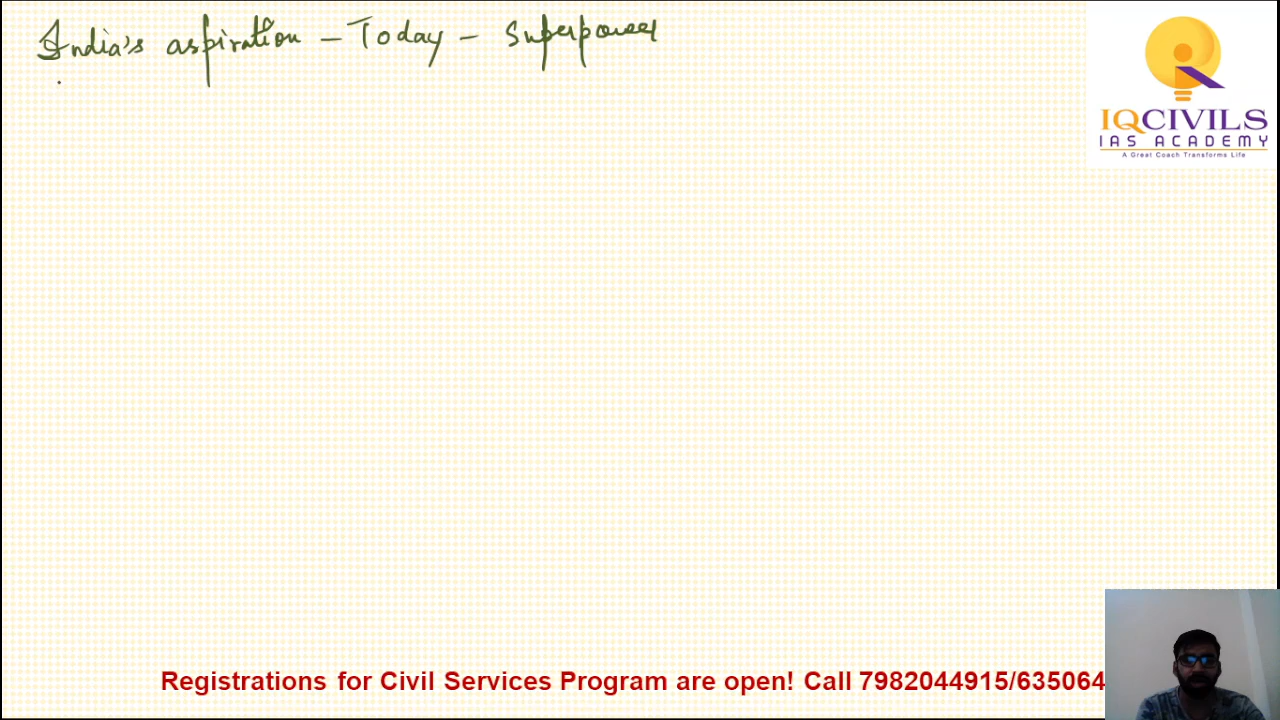 India's aspiration - Today - Superpower
IQCIVILS
IAS ACADEMY
A Great Coach Transforms Life
Registrations for Civil Services Program are open! Call 7982044915/635064